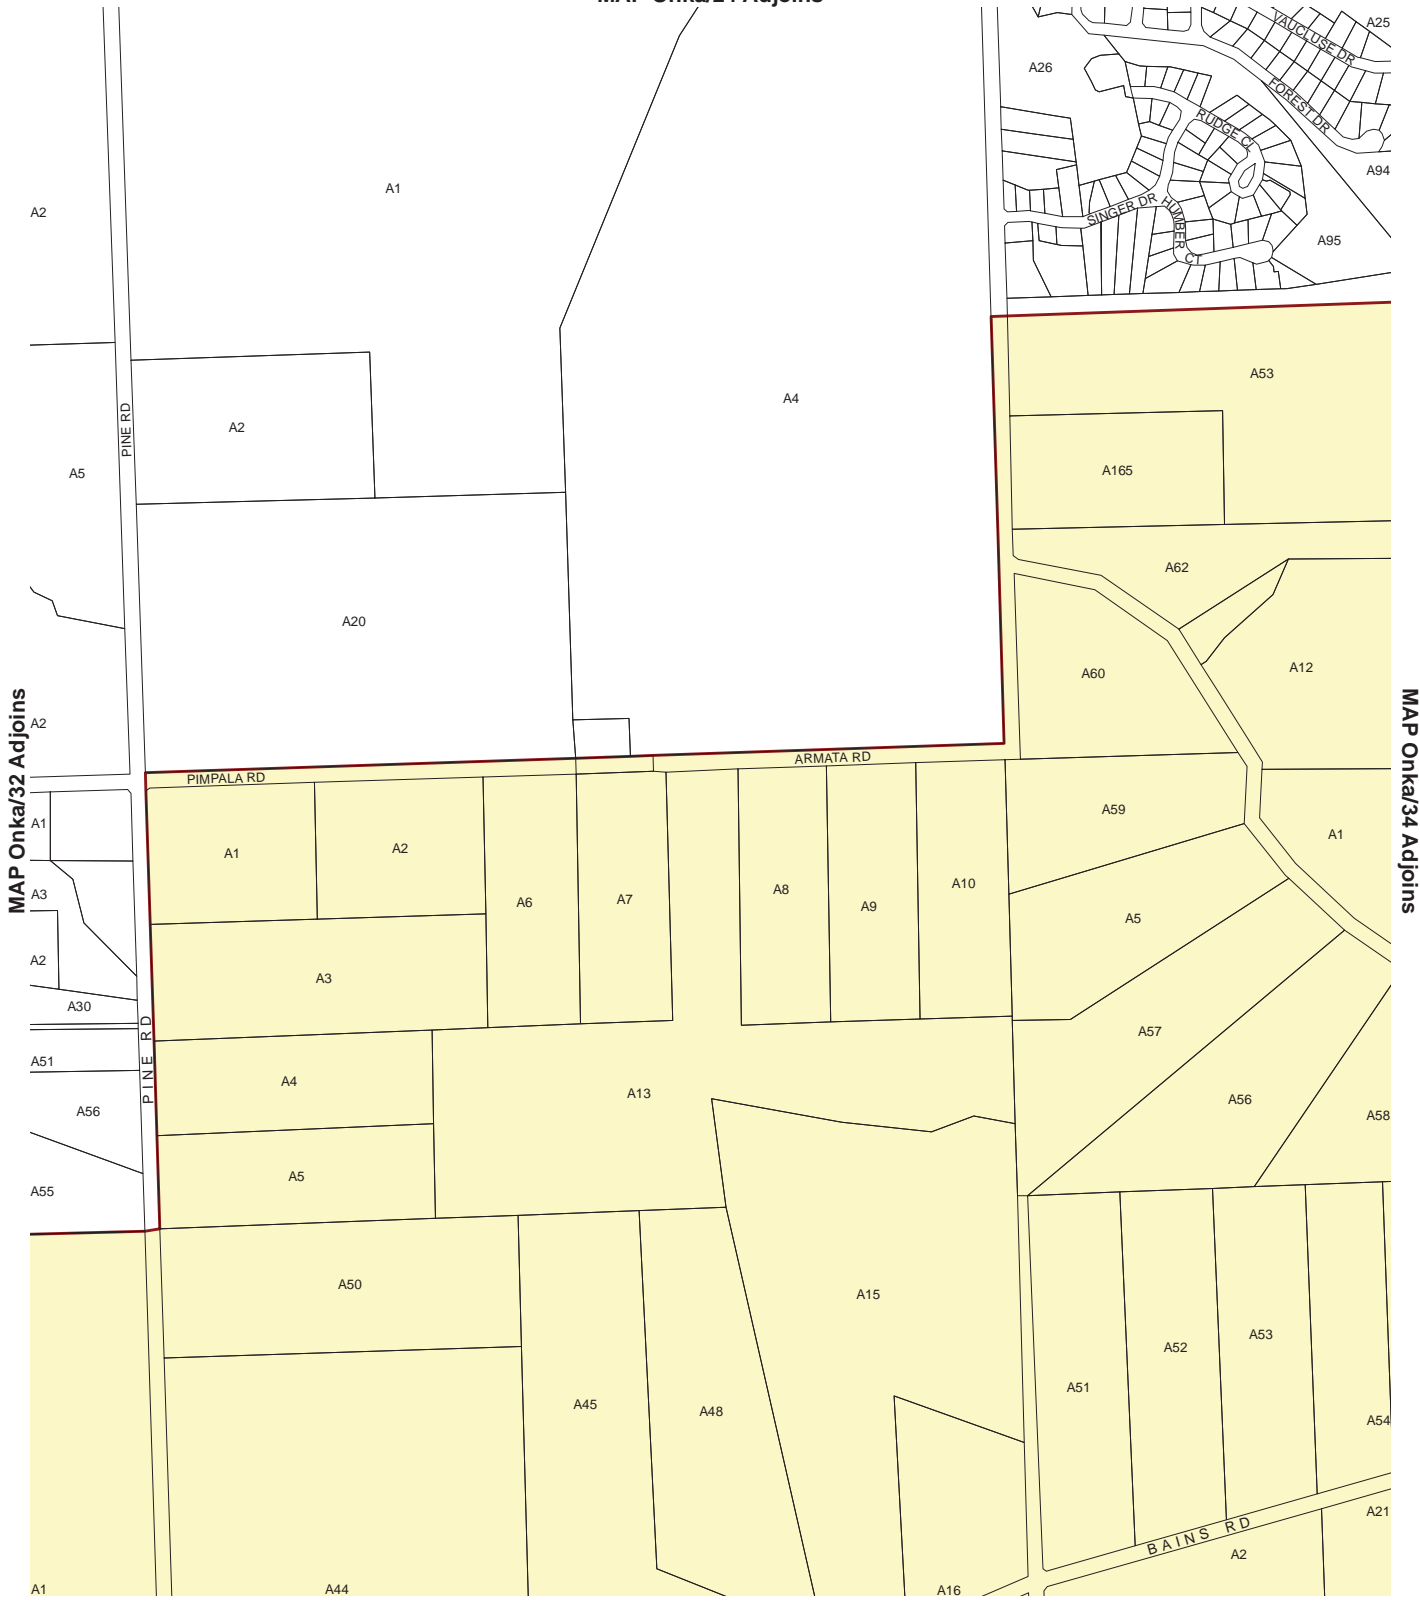 A25
VAUCLUSE DR
A26
FOREST DR
RUDGE CL
A94
A1
A2
SINGER DR
HUMBER CT
A95
A53
A4
PINE RD
A2
A165
A5
A62
A20
A12
A60
MAP Onka/32 Adjoins
MAP Onka/34 Adjoins
A2
ARMATA RD
PIMPALA RD
A59
A1
A1
A1
A2
A6
A7
A8
A9
A10
A3
A5
A2
A3
A30
PINE RD
A57
A51
A4
A13
A56
A56
A58
A5
A55
A50
A15
A52
A53
A51
A45
A48
A54
A21
BAINS RD
A2
A1
A44
A16